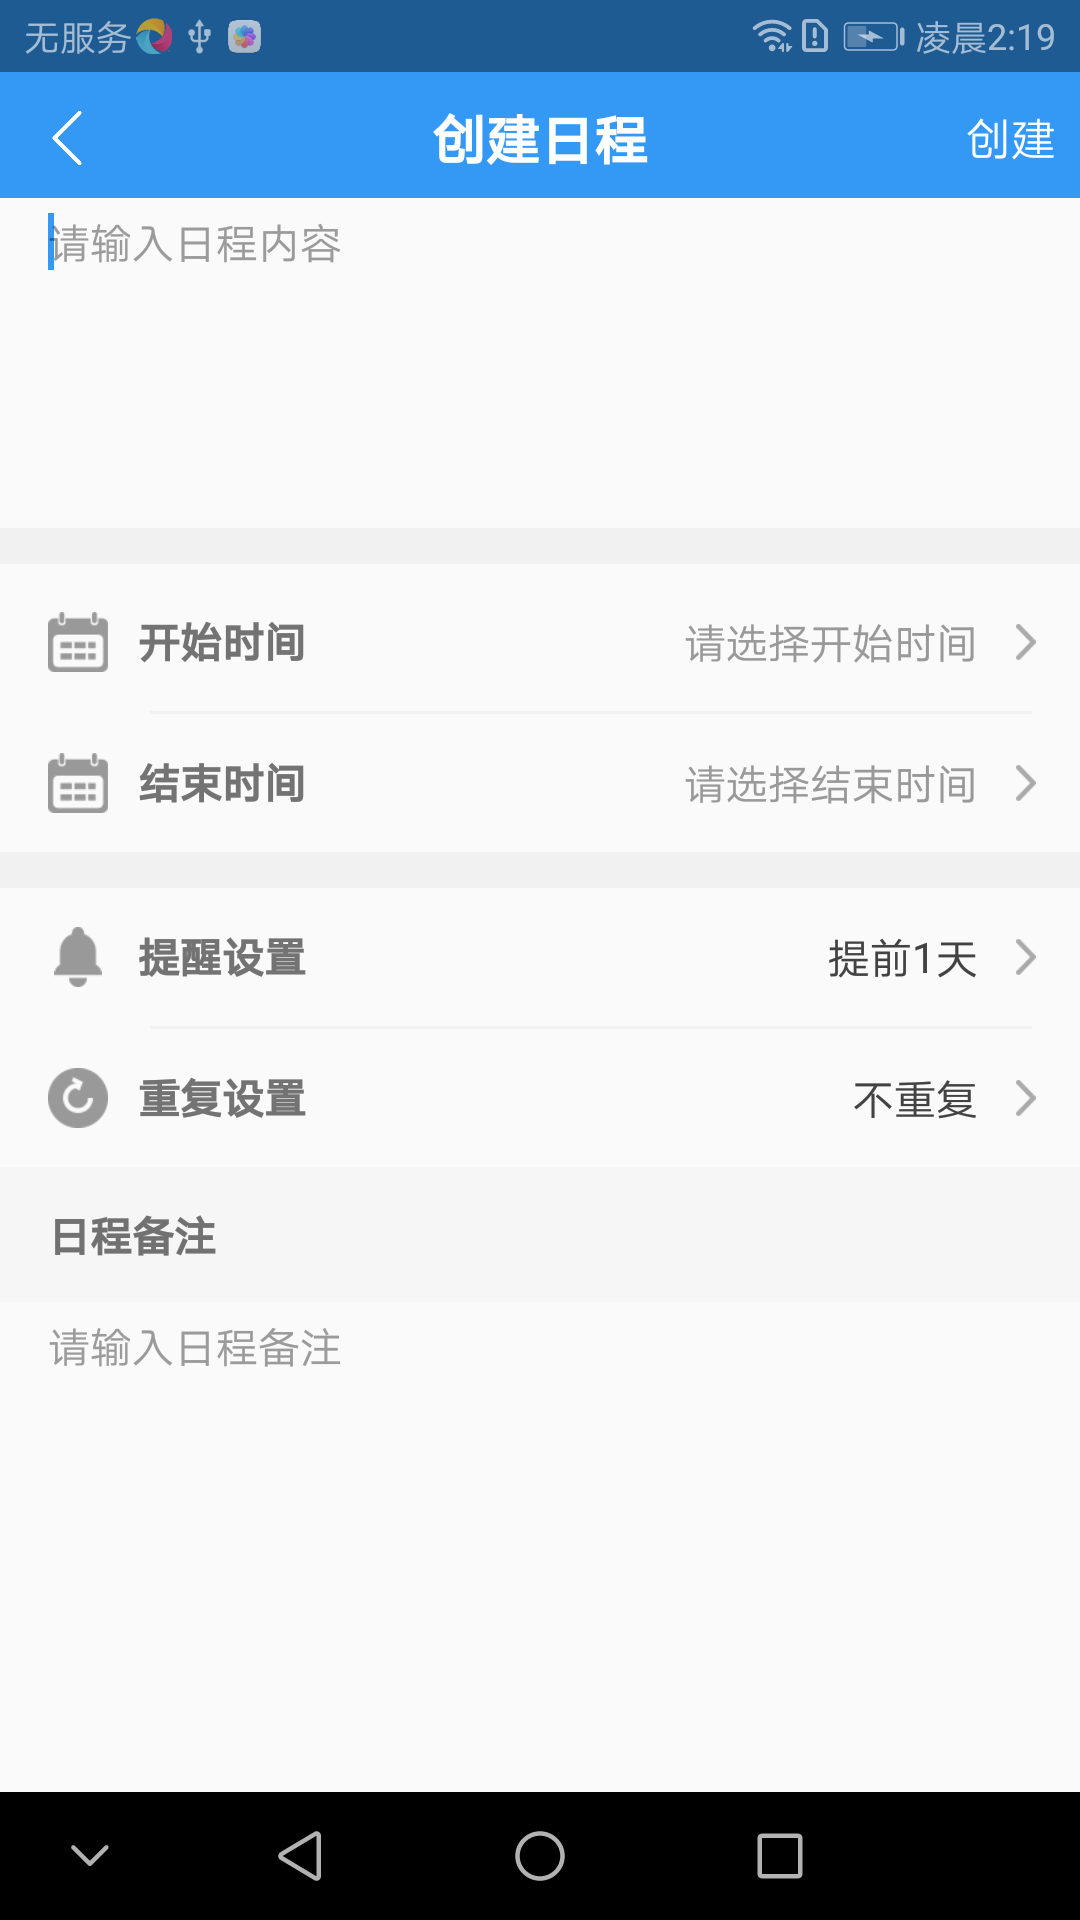 无服务 凌晨2:19
创建日程 创建
请输入日程内容
开始时间 请选择开始时间
结束时间 请选择结束时间
提醒设置 提前1天
重复设置 不重复
日程备注
请输入日程备注